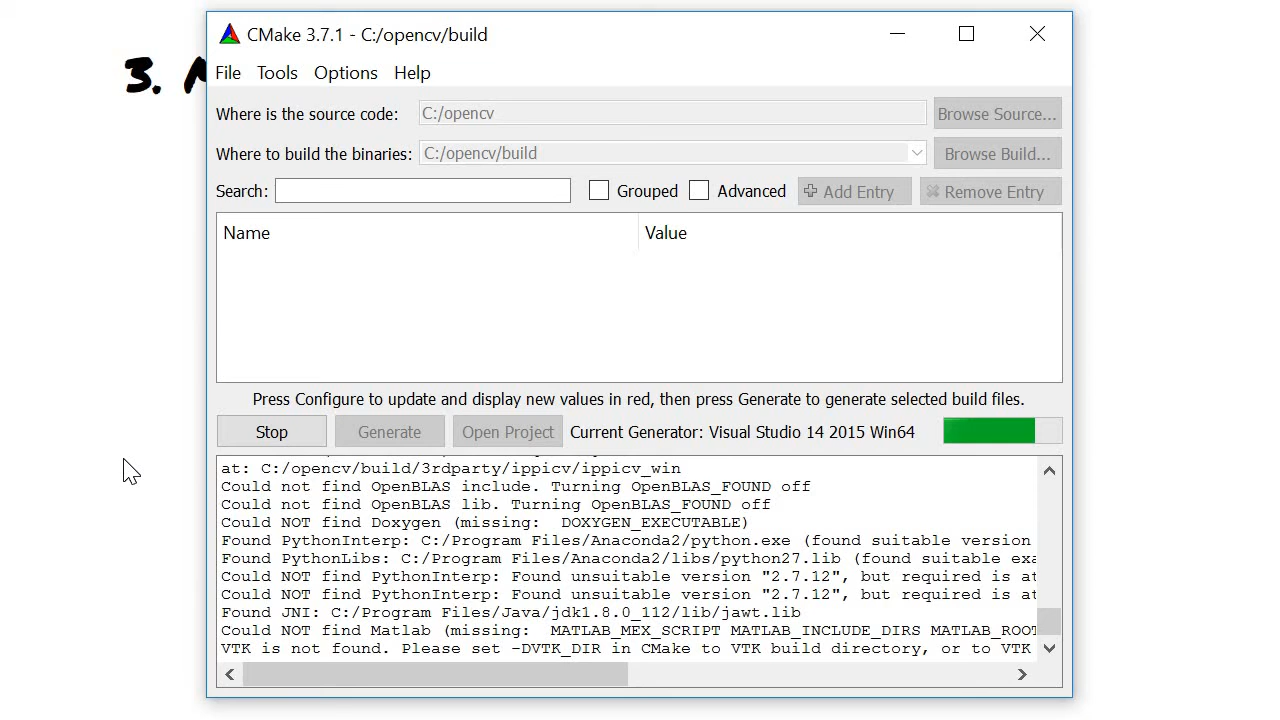 CMake 3.7.1 - C:/opencv/build
3.
File Tools Options Help
Where is the source code: C:/opencv Browse Source...
Where to build the binaries: C:/opencv/build Browse Build...
Search: Grouped Advanced Add Entry Remove Entry
Name Value
Press Configure to update and display new values in red, then press Generate to generate selected build files.
Stop Generate Open Project Current Generator: Visual Studio 14 2015 Win64
at: C:/opencv/build/3rdparty/ippicv/ippicv_win
Could not find OpenBLAS include. Turning OpenBLAS_FOUND off
Could not find OpenBLAS lib. Turning OpenBLAS_FOUND off
Could NOT find Doxygen (missing: DOXYGEN_EXECUTABLE)
Found PythonInterp: C:/Program Files/Anaconda2/python.exe (found suitable version
Found PythonLibs: C:/Program Files/Anaconda2/libs/python27.lib (found suitable exa
Could NOT find PythonInterp: Found unsuitable version "2.7.12", but required is at
Could NOT find PythonInterp: Found unsuitable version "2.7.12", but required is at
Found JNI: C:/Program Files/Java/jdk1.8.0_112/lib/jawt.lib
Could NOT find Matlab (missing: MATLAB_MEX_SCRIPT MATLAB_INCLUDE_DIRS MATLAB_ROOT
VTK is not found. Please set -DVTK_DIR in CMake to VTK build directory, or to VTK